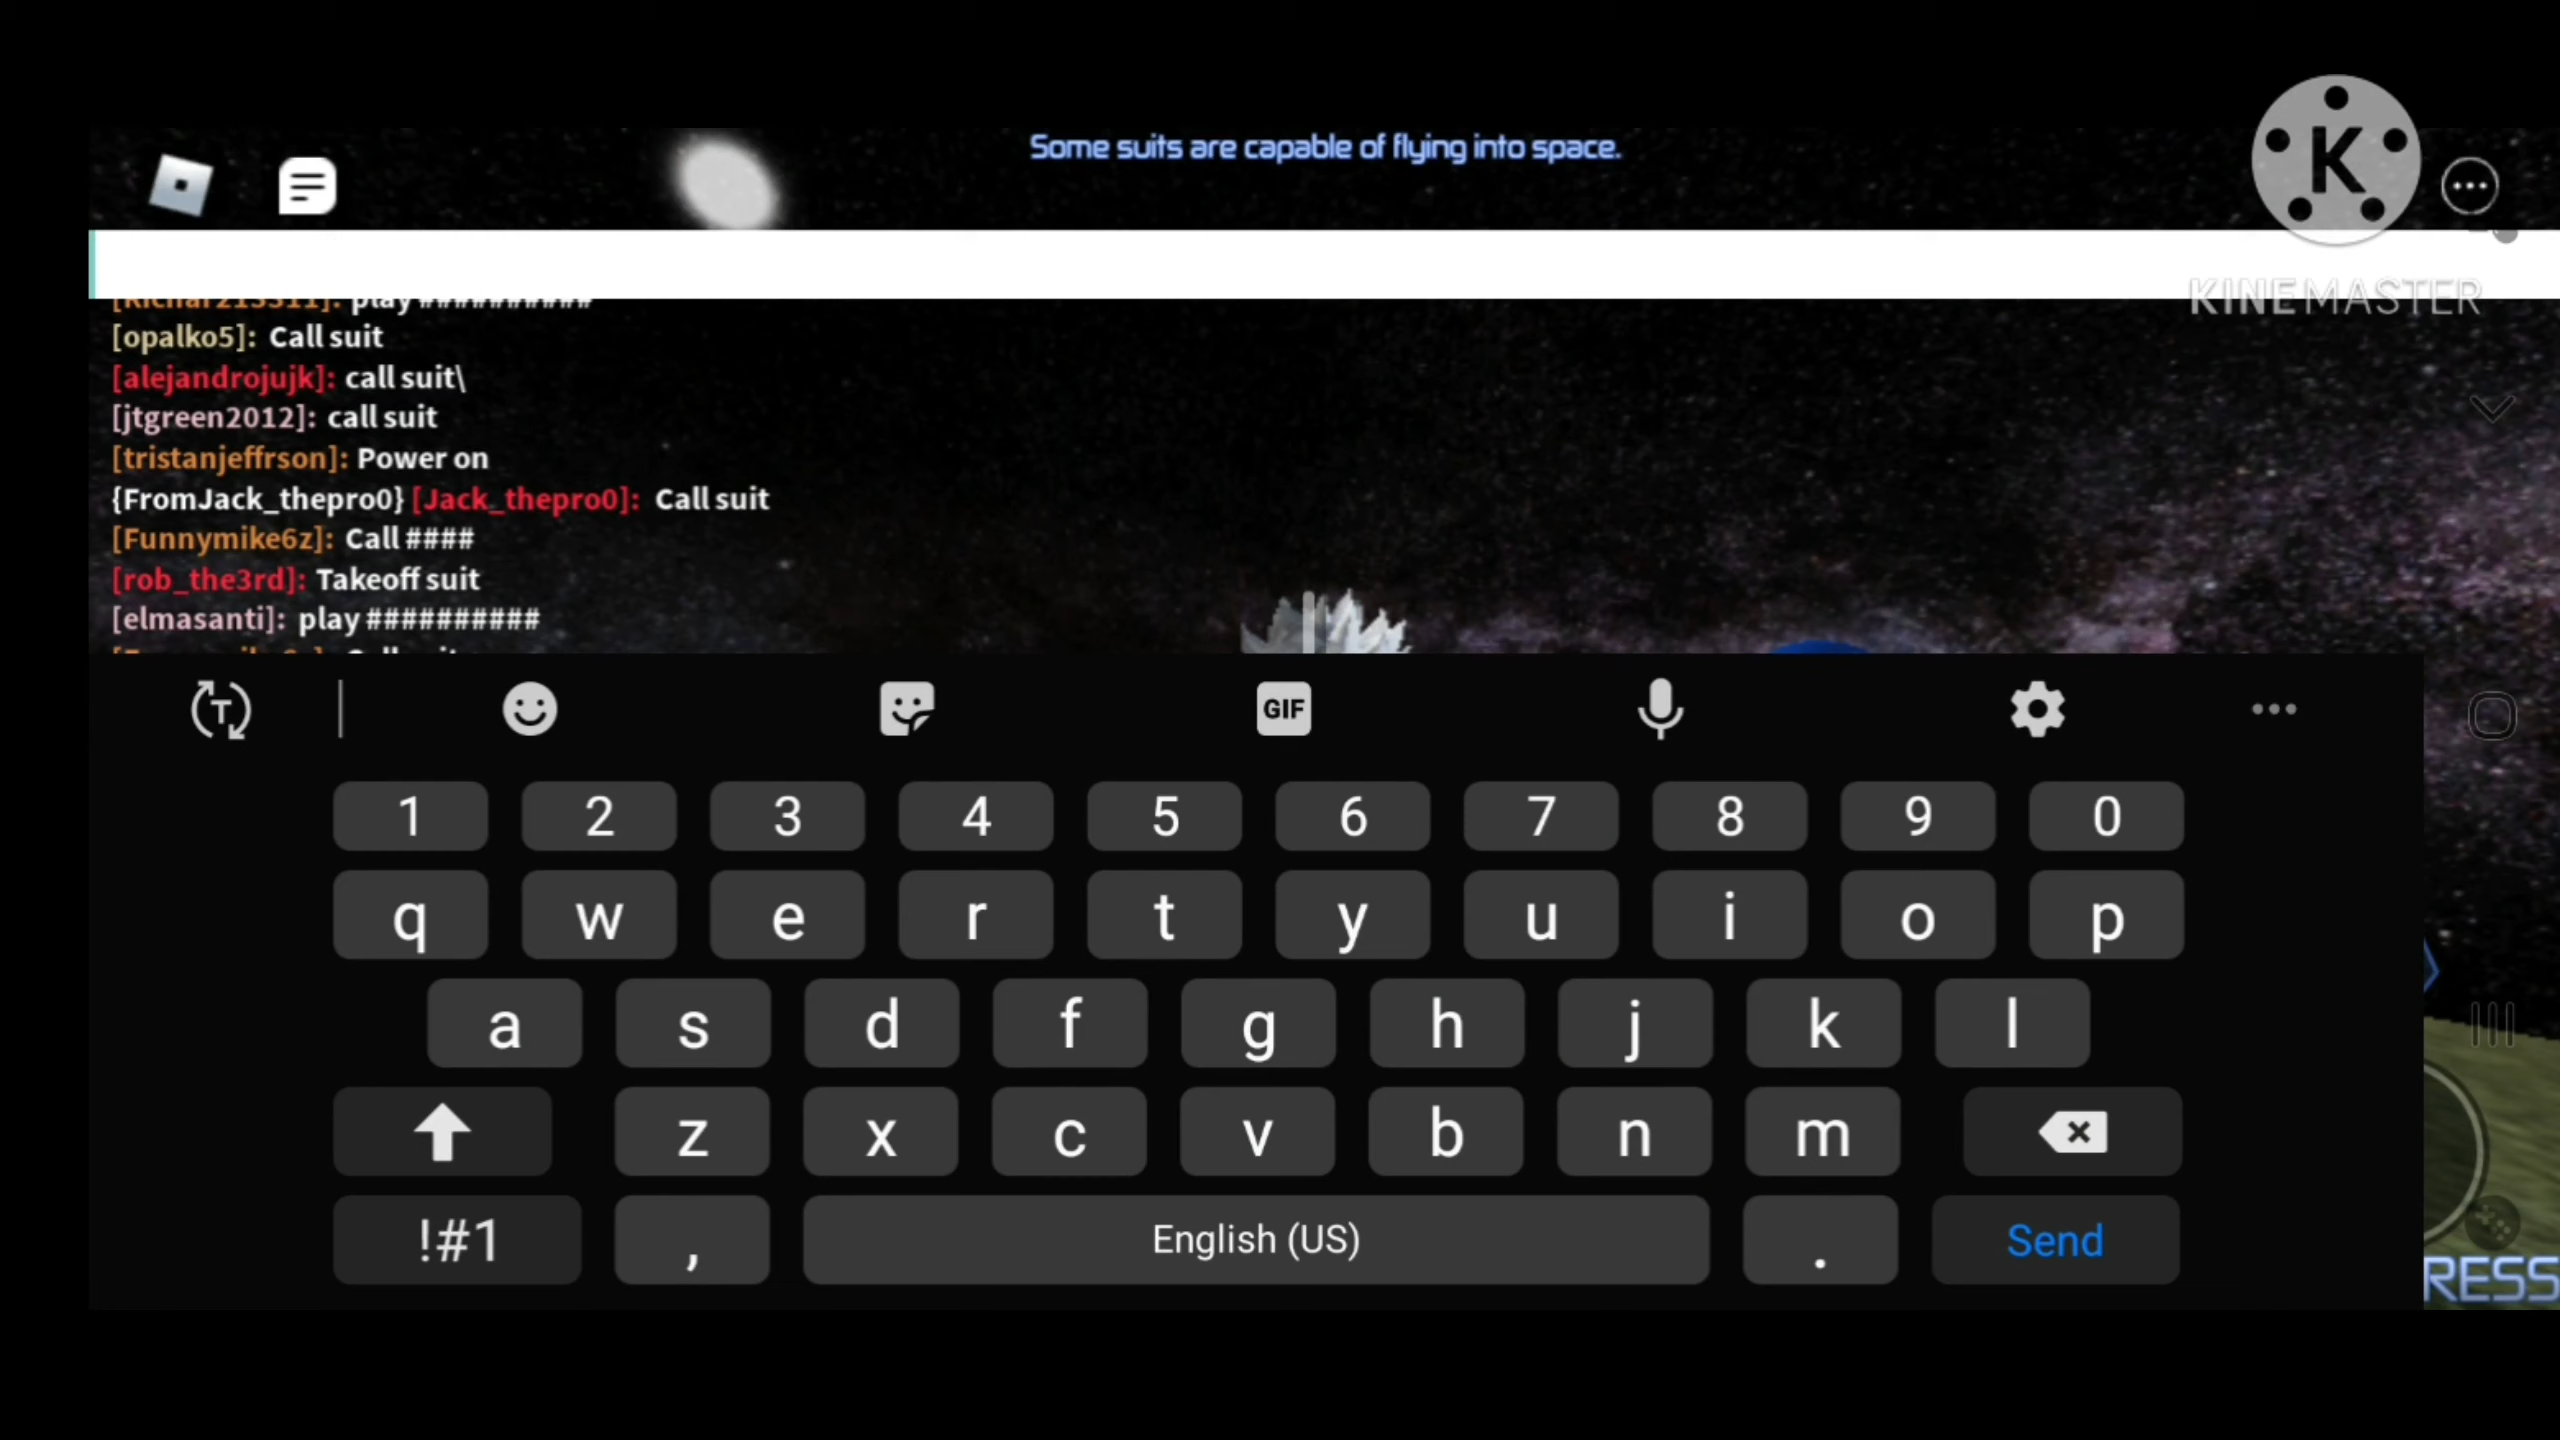 Some suits are capable of flying into space.
K
KINEMASTER
play ##########
[opalko5]: Call suit
[alejandrojujk]: call suit\
[jtgreen2012]: call suit
[tristanjeffrson]: Power on
{FromJack_thepro0} [Jack_thepro0]: Call suit
[Funnymike6z]: Call ####
[rob_the3rd]: Takeoff suit
[elmasanti]: play ##########
T
GIF
1 2 3 4 5 6 7 8 9 0
q w e r t y u i o p
a s d f g h j k l
z x c v b n m
!#1 , English (US) . Send
RESS